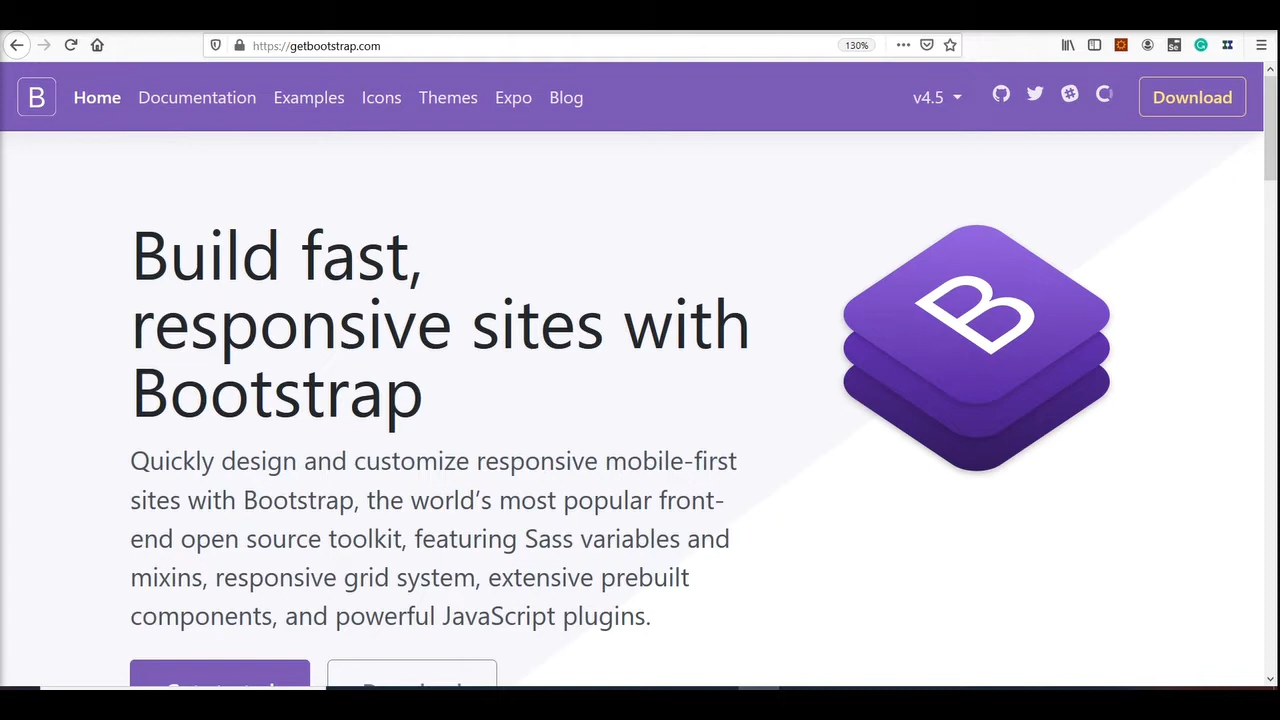 https://getbootstrap.com
130%
B
Home Documentation Examples Icons Themes Expo Blog
v4.5
Download
Build fast,
responsive sites with
Bootstrap
B
Quickly design and customize responsive mobile-first
sites with Bootstrap, the world’s most popular front-
end open source toolkit, featuring Sass variables and
mixins, responsive grid system, extensive prebuilt
components, and powerful JavaScript plugins.